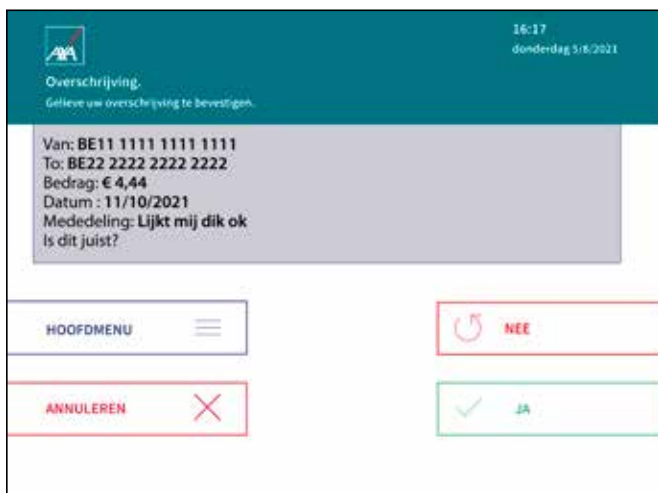 AXA
16:17
donderdag 5/8/2021
Overschrijving.
Gelieve uw overschrijving te bevestigen.
Van: BE11 1111 1111 1111
To: BE22 2222 2222 2222
Bedrag: € 4,44
Datum : 11/10/2021
Mededeling: Lijkt mij dik ok
Is dit juist?
HOOFDMENU
NEE
ANNULEREN
JA